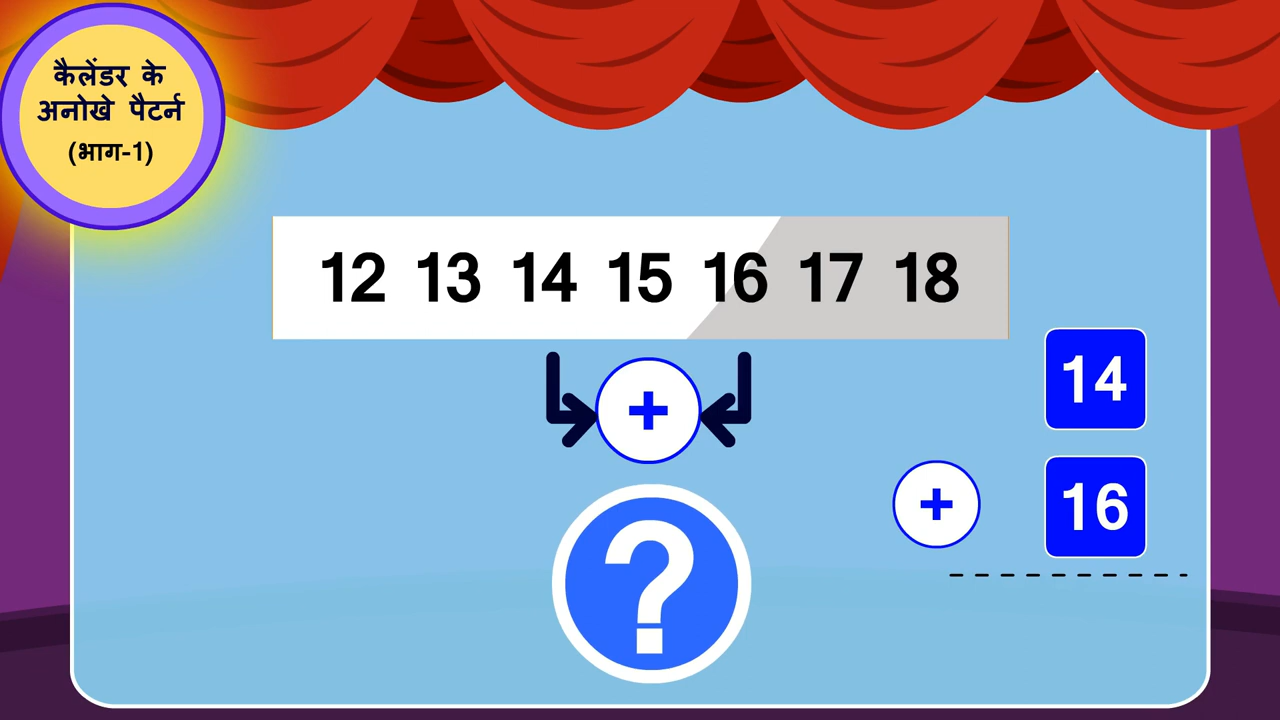 कैलेंडर के
अनोखे पैटर्न
(भाग-1)
12 13 14 15 16 17 18
+
?
14
+ 16